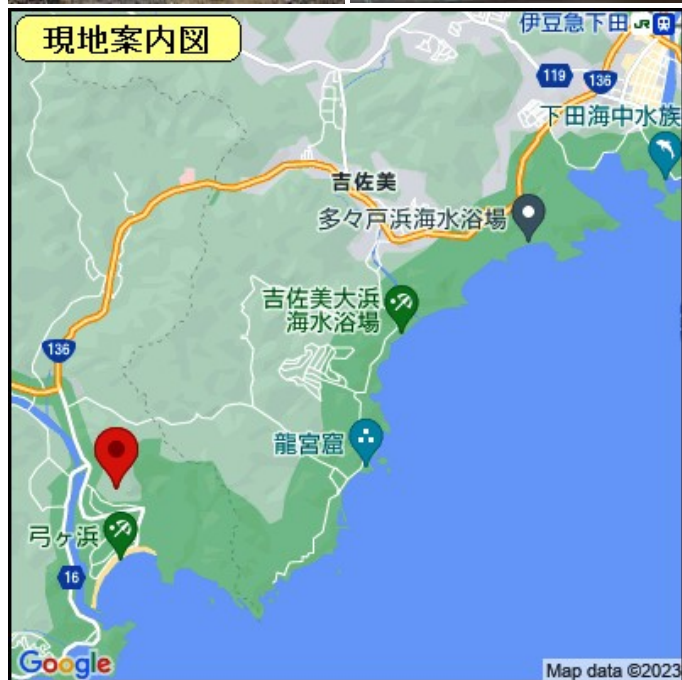 現地案内図
伊豆急下田
JR
119
136
下田海中水族
吉佐美
多々戸浜海水浴場
吉佐美大浜
海水浴場
136
龍宮窟
弓ヶ浜
16
Google
Map data ©2023